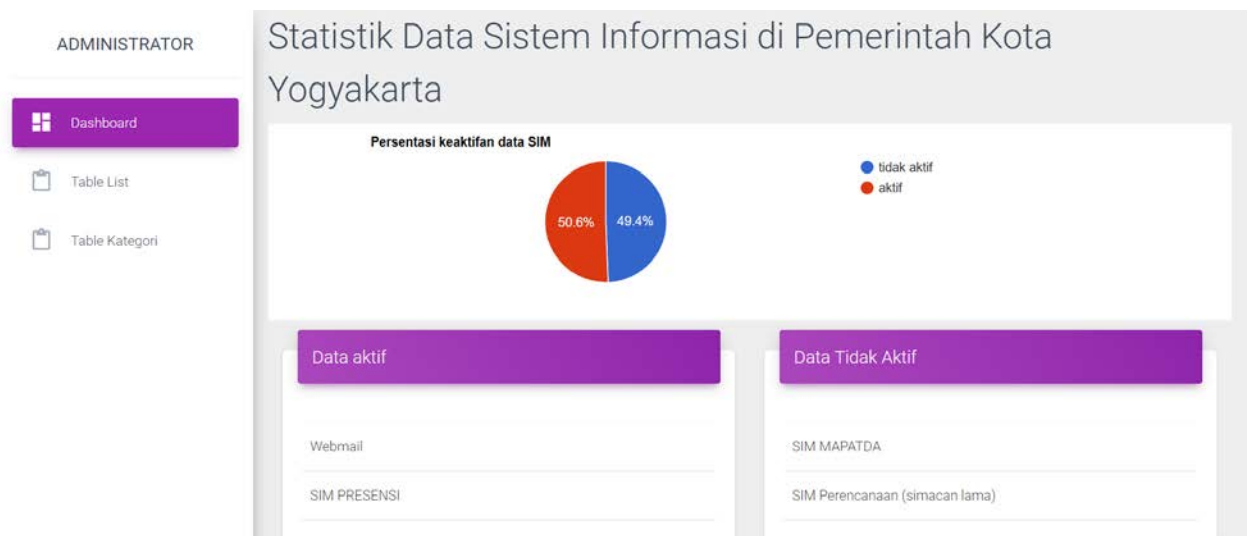 ADMINISTRATOR
Dashboard
Table List
Table Kategori
Statistik Data Sistem Informasi di Pemerintah Kota
Yogyakarta
Persentasi keaktifan data SIM
50.6%
49.4%
tidak aktif
aktif
Data aktif
Webmail
SIM PRESENSI
Data Tidak Aktif
SIM MAPATDA
SIM Perencanaan (simacan lama)